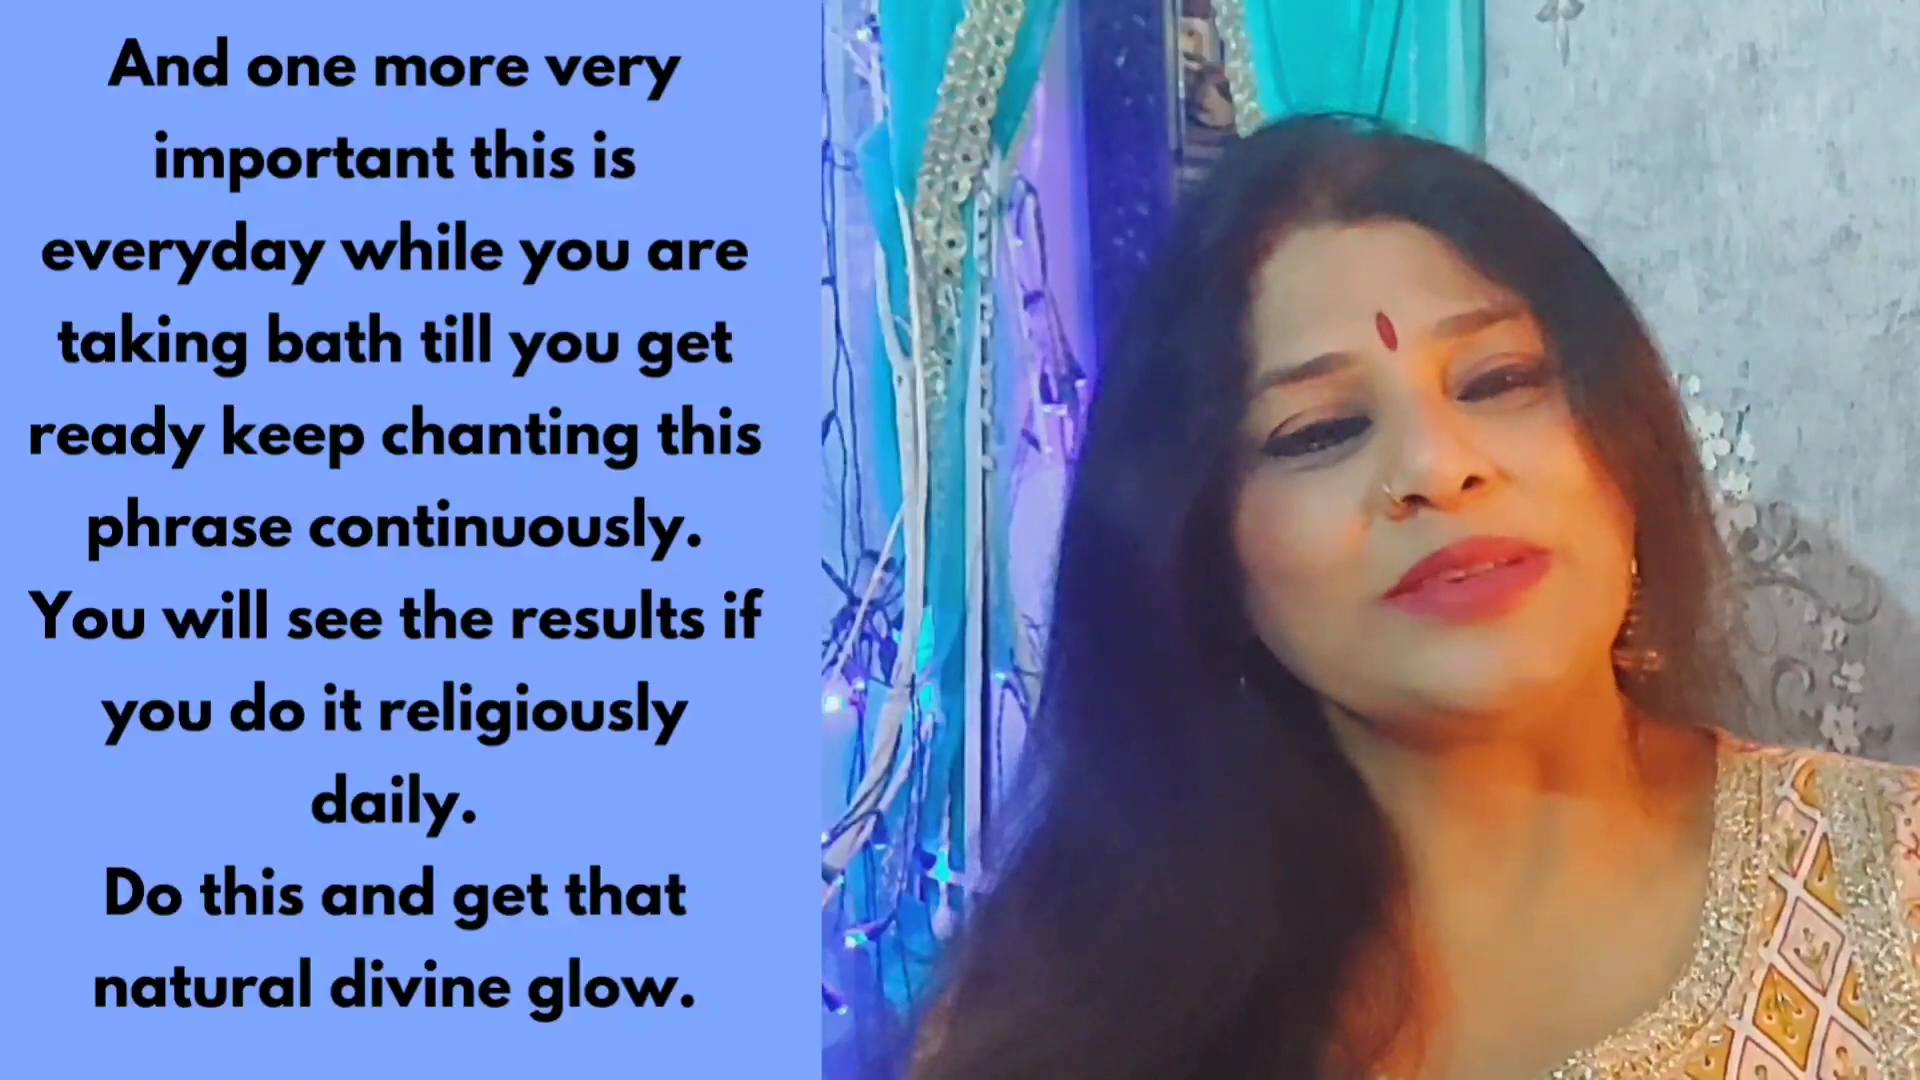 And one more very
important this is
everyday while you are
taking bath till you get
ready keep chanting this
phrase continuously.
You will see the results if
you do it religiously
daily.
Do this and get that
natural divine glow.